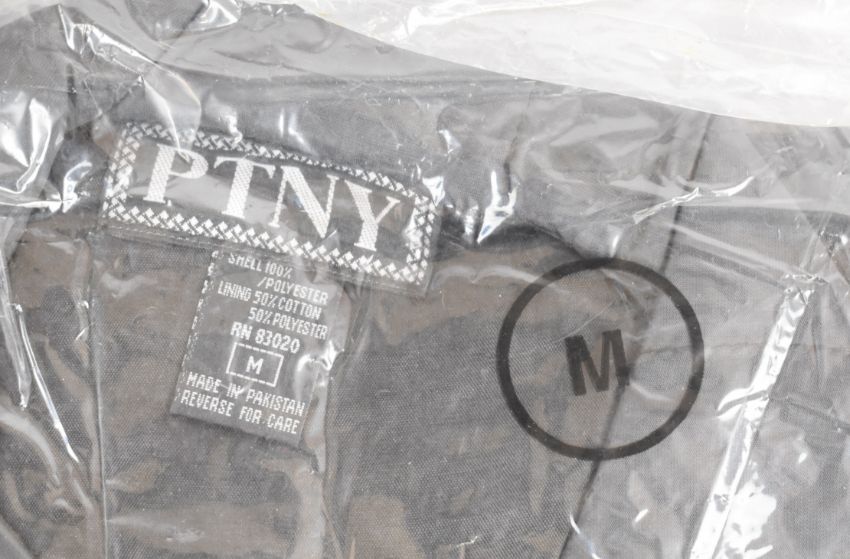 PTNY
SHELL 100%
/POLYESTER
LINING 50% COTTON
50% POLYESTER
RN 83020
M
MADE IN PAKISTAN
REVERSE FOR CARE
M